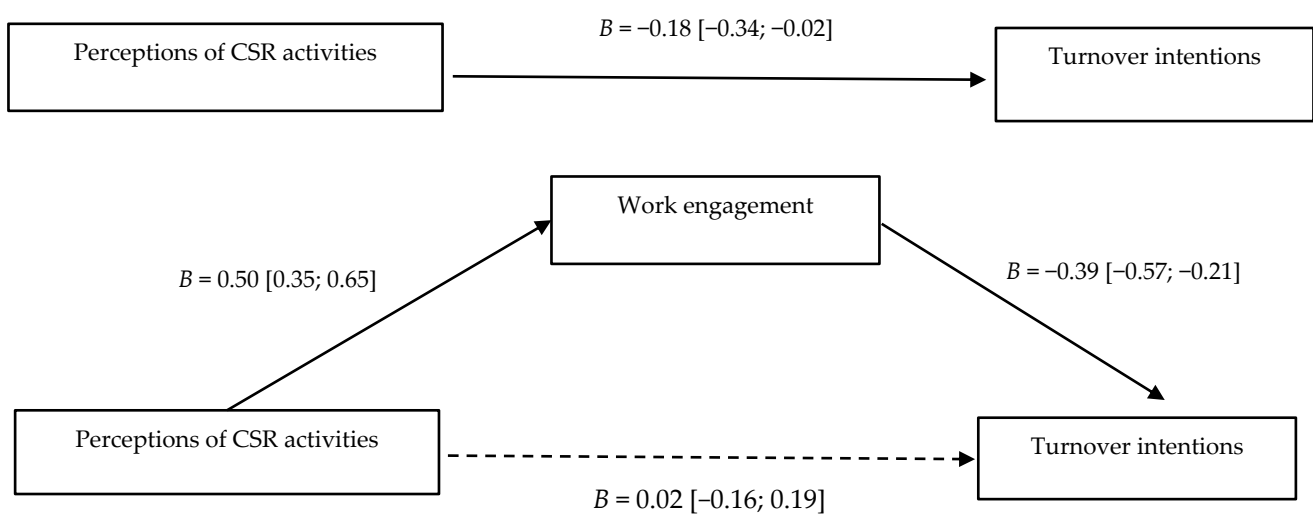 B = −0.18 [−0.34; −0.02]
Perceptions of CSR activities
Turnover intentions
Work engagement
B = 0.50 [0.35; 0.65]
B = −0.39 [−0.57; −0.21]
Perceptions of CSR activities
Turnover intentions
B = 0.02 [−0.16; 0.19]